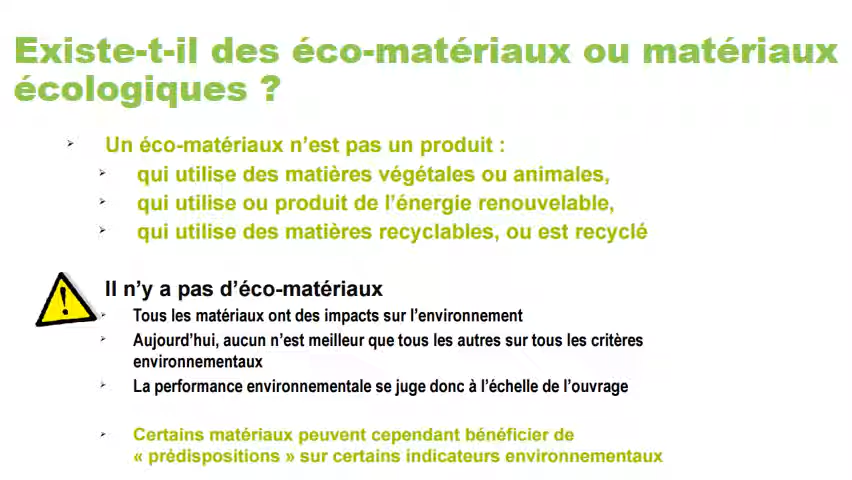 Existe-t-il des éco-matériaux ou matériaux
écologiques ?
Un éco-matériaux n’est pas un produit :
qui utilise des matières végétales ou animales,
qui utilise ou produit de l’énergie renouvelable,
qui utilise des matières recyclables, ou est recyclé
Il n’y a pas d’éco-matériaux
Tous les matériaux ont des impacts sur l’environnement
Aujourd’hui, aucun n’est meilleur que tous les autres sur tous les critères
environnementaux
La performance environnementale se juge donc à l’échelle de l’ouvrage
Certains matériaux peuvent cependant bénéficier de
« prédispositions » sur certains indicateurs environnementaux